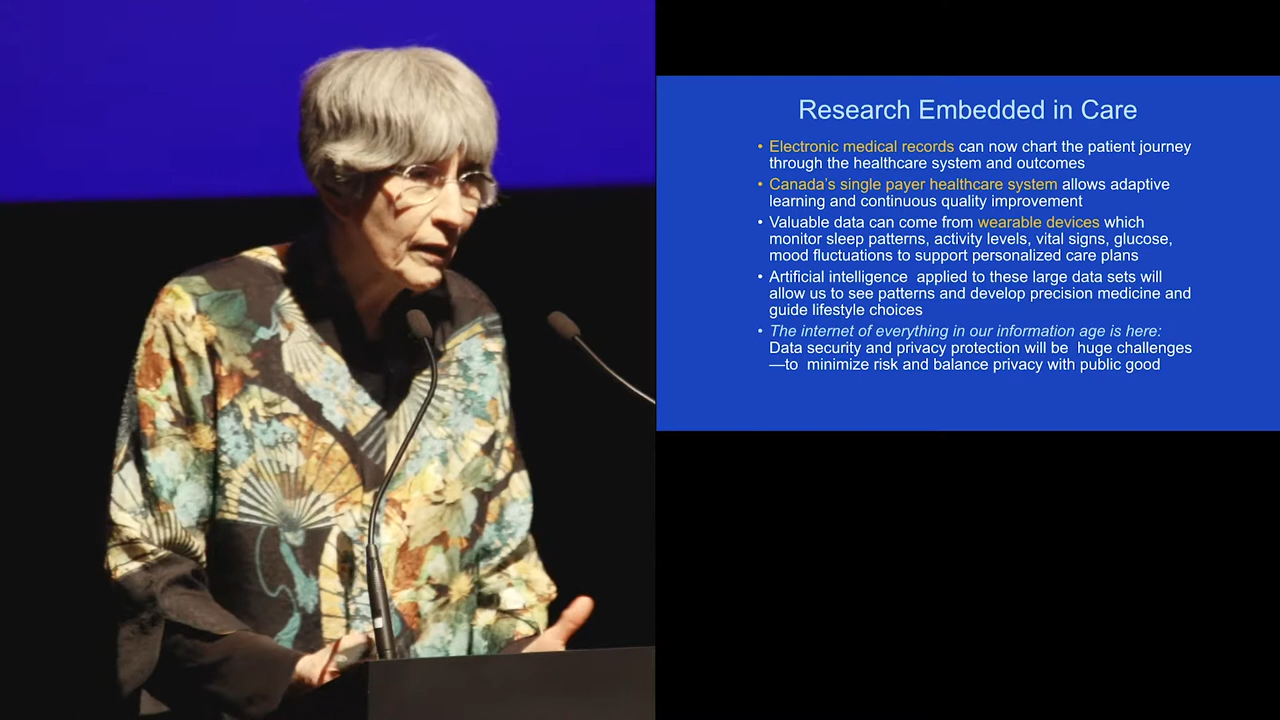 Research Embedded in Care
• Electronic medical records can now chart the patient journey
through the healthcare system and outcomes
• Canada's single payer healthcare system allows adaptive
learning and continuous quality improvement
• Valuable data can come from wearable devices which
monitor sleep patterns, activity levels, vital signs, glucose,
mood fluctuations to support personalized care plans
• Artificial intelligence  applied to these large data sets will
allow us to see patterns and develop precision medicine and
guide lifestyle choices
• The internet of everything in our information age is here:
Data security and privacy protection will be  huge challenges
—to  minimize risk and balance privacy with public good